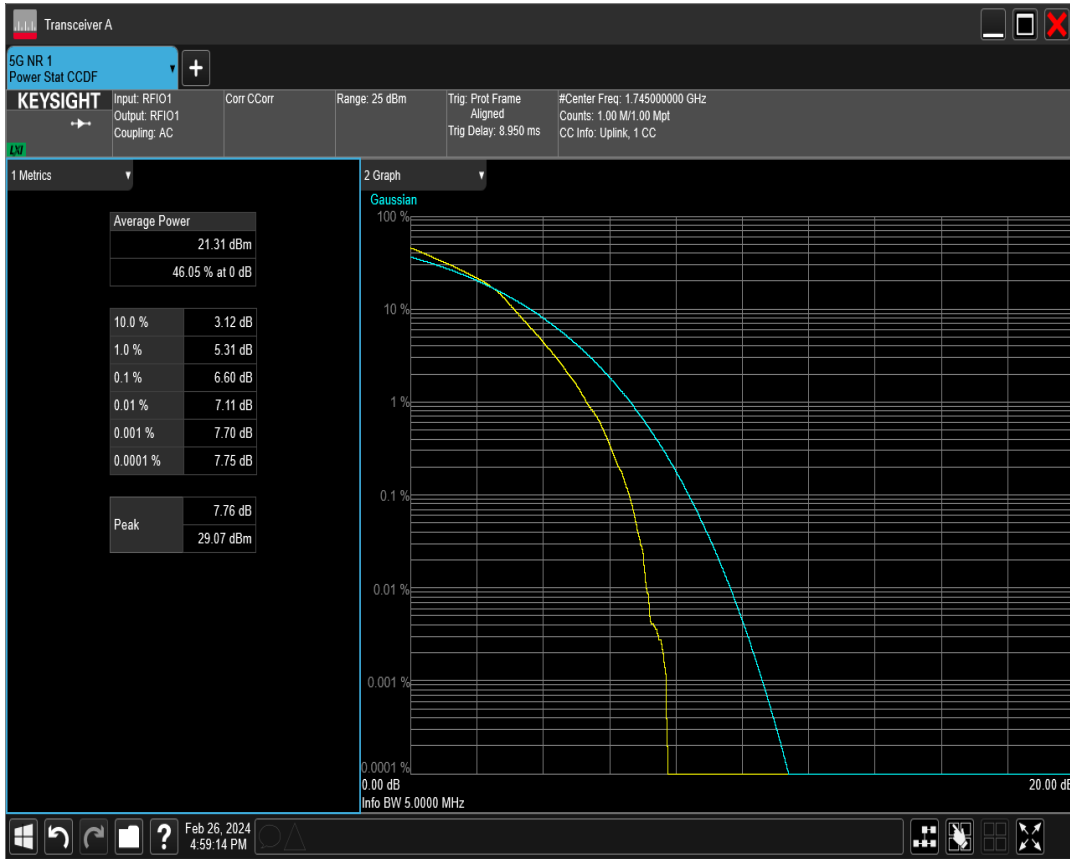 Transceiver A
5G NR 1
Power Stat CCDF
+
KEYSIGHT
LXI
Input: RFIO1
Output: RFIO1
Coupling: AC
Corr CCorr
Range: 25 dBm
Trig: Prot Frame
Aligned
Trig Delay: 8.950 ms
#Center Freq: 1.745000000 GHz
Counts: 1.00 M/1.00 Mpt
CC Info: Uplink, 1 CC
1 Metrics
Average Power
21.31 dBm
46.05 % at 0 dB
10.0 % 3.12 dB
1.0 % 5.31 dB
0.1 % 6.60 dB
0.01 % 7.11 dB
0.001 % 7.70 dB
0.0001 % 7.75 dB
Peak
7.76 dB
29.07 dBm
2 Graph
Gaussian
100 %
10 %
1 %
0.1 %
0.01 %
0.001 %
0.0001 %
0.00 dB 20.00 dB
Info BW 5.0000 MHz
?
Feb 26, 2024
4:59:14 PM